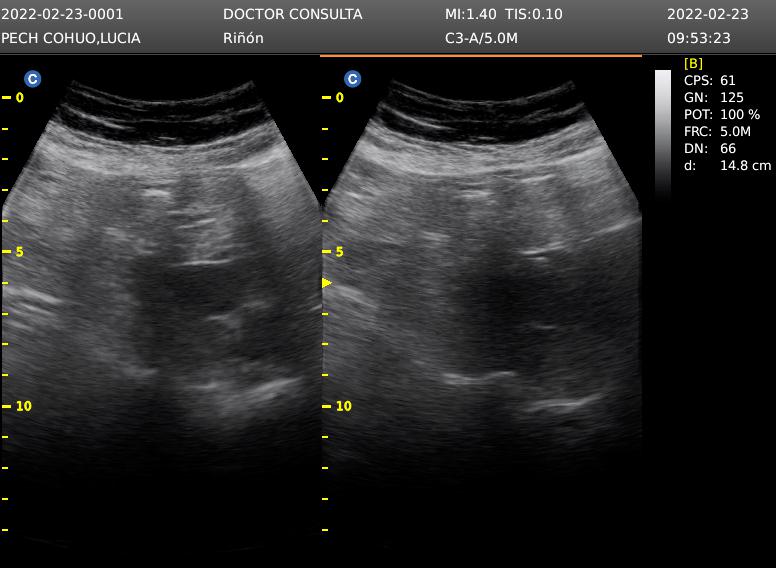 2022-02-23-0001 DOCTOR CONSULTA MI:1.40 TIS:0.10 2022-02-23
PECH COHUO,LUCIA Riñón C3-A/5.0M 09:53:23
C C
[B]
CPS: 61
GN: 125
POT: 100 %
FRC: 5.0M
DN: 66
d: 14.8 cm
0 0
5 5
10 10